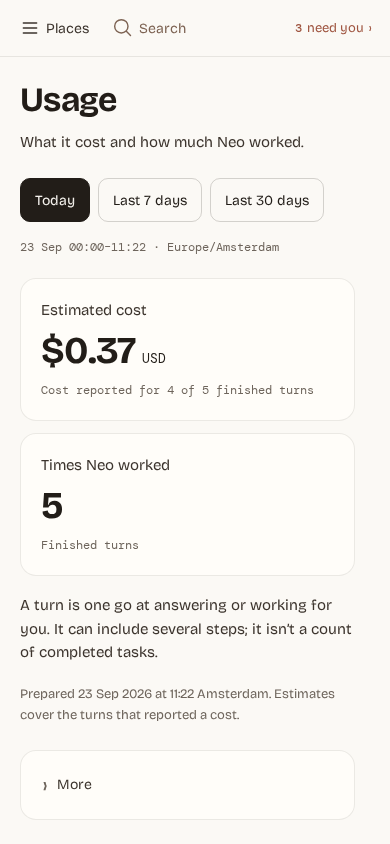 Places
Search
3 need you ›
Usage
What it cost and how much Neo worked.
Today
Last 7 days
Last 30 days
23 Sep 00:00–11:22 · Europe/Amsterdam
Estimated cost
$0.37 USD
Cost reported for 4 of 5 finished turns
Times Neo worked
5
Finished turns
A turn is one go at answering or working for
you. It can include several steps; it isn't a count
of completed tasks.
Prepared 23 Sep 2026 at 11:22 Amsterdam. Estimates
cover the turns that reported a cost.
› More